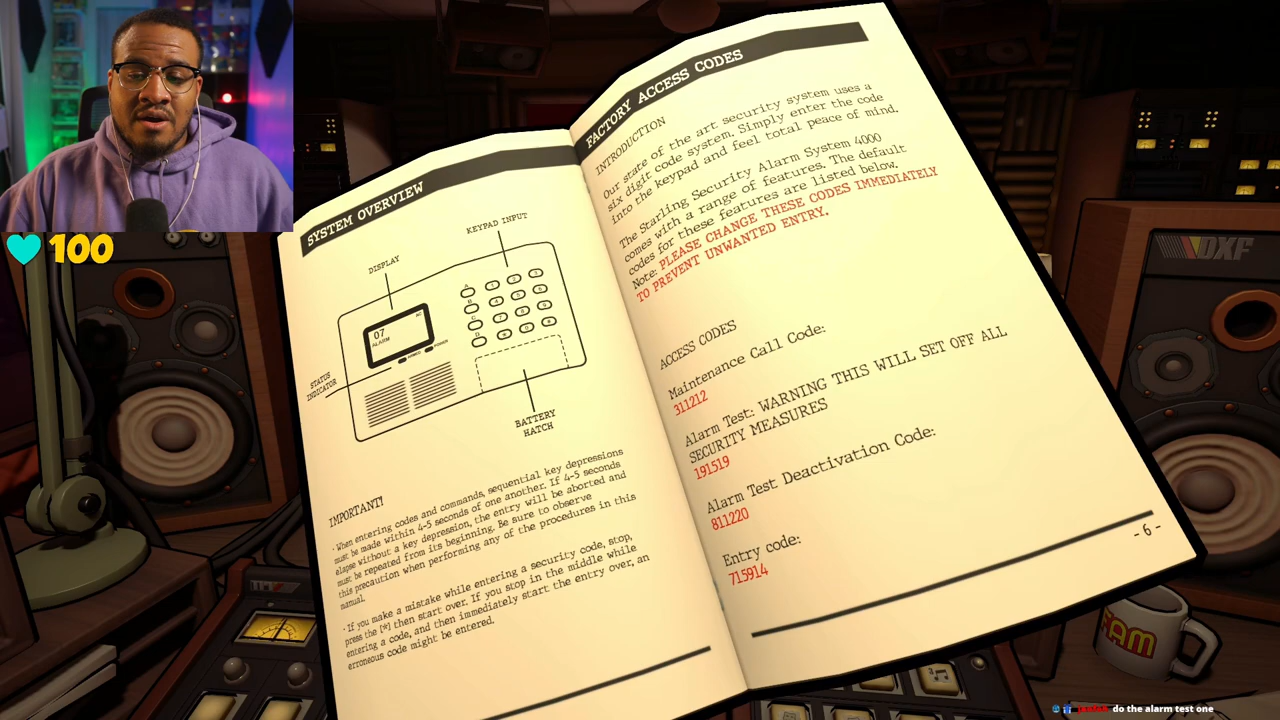 100
SYSTEM OVERVIEW
DISPLAY
KEYPAD INPUT
07
ALARM
STATUS
INDICATOR
BATTERY
HATCH
IMPORTANT!
· When entering codes and commands, sequential key depressions
must be made within 4-5 seconds of one another. If 4-5 seconds
elapse without a key depression, the entry will be aborted and
must be repeated from its beginning. Be sure to observe
this precaution when performing any of the procedures in this
manual.
· If you make a mistake while entering a security code, stop,
press the [*] then start over. If you stop in the middle while
entering a code, and then immediately start the entry over, an
erroneous code might be entered.
FACTORY ACCESS CODES
INTRODUCTION
Our state of the art security system uses a
six digit code system. Simply enter the code
into the keypad and feel total peace of mind.
The Starling Security Alarm System 4000
comes with a range of features. The default
codes for these features are listed below.
Note: PLEASE CHANGE THESE CODES IMMEDIATELY
TO PREVENT UNWANTED ENTRY.
ACCESS CODES
Maintenance Call Code:
311212
Alarm Test: WARNING THIS WILL SET OFF ALL
SECURITY MEASURES
191519
Alarm Test Deactivation Code:
811220
Entry code:
715914
- 6 -
DXF
FAM
do the alarm test one